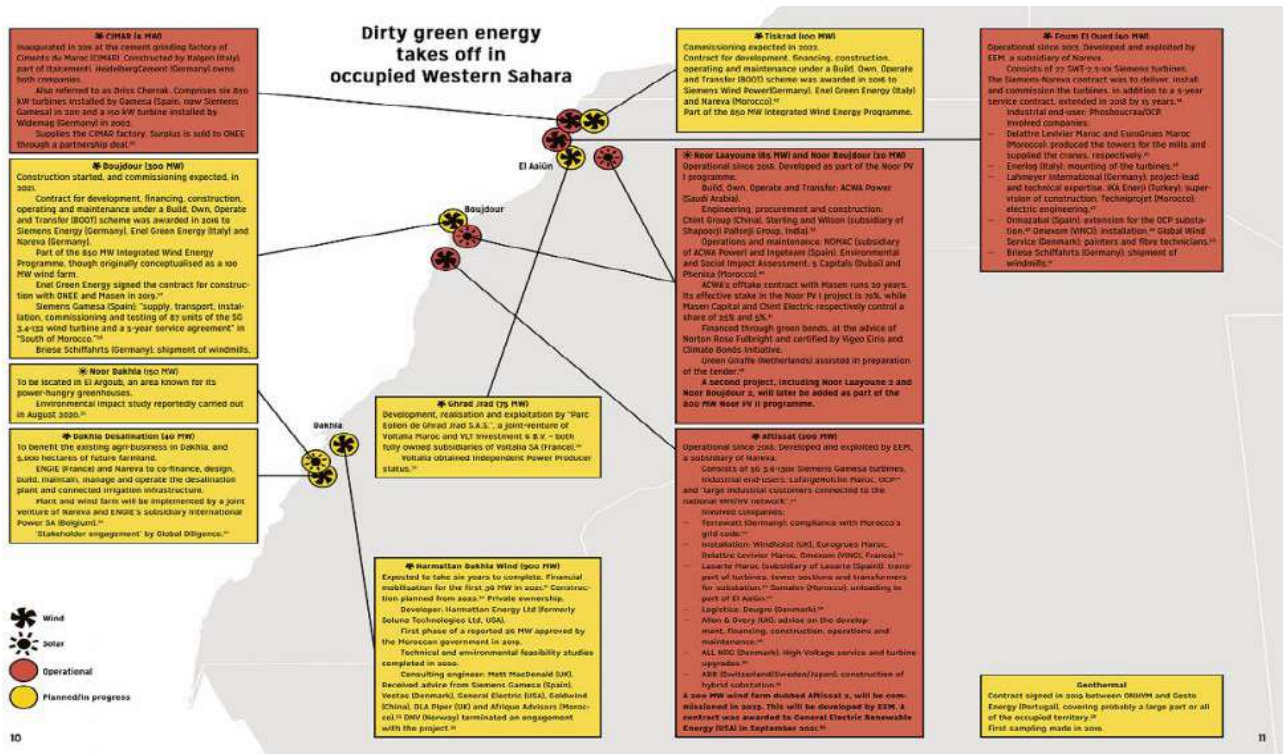 Dirty green energy
takes off in
occupied Western Sahara
CIMAR (5 MW)
Inaugurated in 2011 at the cement grinding factory of
Ciments du Maroc (CIMAR). Constructed by Italgen (Italy)
part of Italcementi. HeidelbergCement (Germany) owns
both companies.
Also referred to as Driss Cherrak. Comprises six 850
kW turbines installed by Gamesa (Spain, now Siemens
Gamesa) in 2011 and a 150 kW turbine installed by
(Germany) in
Supplies the CIMAR factory. Surplus is sold to ONEE
through a partnership deal.
Boujdour (300 MW)
Construction started, and commissioning expected, in
2021.
Contract for development, financing, construction,
operating and maintenance under a Build, Own, Operate
and Transfer (BOOT) scheme was awarded in 2016 to
Siemens Energy (Germany), Enel Green Energy (Italy) and
Nareva (Germany).
Part of the 850 MW Integrated Wind Energy
Programme, though originally conceptualised as a 100
MW wind farm.
Enel Green Energy signed the contract for construc-
tion with ONEE and Masen in 2019.
Siemens Gamesa (Spain): "supply, transport, instal-
lation, commissioning and testing of 87 units of the SG
3.4-132 wind turbine and a 5-year service agreement" in
"South of Morocco."
Briese Schiffahrts (Germany): shipment of windmills.
Noor Dakhla (150 MW)
To be located in El Argoub, an area known for its
power-hungry greenhouses.
Environmental impact study reportedly carried out
in August 2020.
Dakhla Desalination (40 MW)
To benefit the existing agri-business in Dakhla, and
5,000 hectares of future farmland.
ENGIE (France) and Nareva to co-finance, design,
build, maintain, manage and operate the desalination
plant and connected irrigation infrastructure.
Plant and wind farm will be implemented by a joint
venture of Nareva and ENGIE's subsidiary International
Power SA (Belgium).
'Stakeholder engagement' by Global Diligence.
Wind
Solar
Operational
Planned/in progress
10
El Aaiún
Boujdour
Dakhla
Ghrad Jrad (75 MW)
Development, realisation and exploitation by "Parc
Eolien de Ghrad Jrad S.A.S.", a joint-venture of
Voltalia Maroc and VLT Investment 6 B.V. – both
fully owned subsidiaries of Voltalia SA (France).
Voltalia obtained Independent Power Producer
status.
Harmattan Dakhla Wind (900 MW)
Expected to take six years to complete. Financial
mobilisation for the first 36 MW in 2021. Construc-
tion planned from 2022. Private ownership.
Developer: Harmattan Energy Ltd (formerly
Soluna Technologies Ltd, USA).
First phase of a reported 36 MW approved by
the Moroccan government in 2019.
Technical and environmental feasibility studies
completed in 2020.
Consulting engineer: Mott MacDonald (UK).
Received advice from Siemens Gamesa (Spain),
Vestas (Denmark), General Electric (USA), Goldwind
(China), DLA Piper (UK) and Afrique Advisors (Moroc-
co). DNV (Norway) terminated an engagement
with the project.
Tiskrad (100 MW)
Commissioning expected in 2022.
Contract for development, financing, construction,
operating and maintenance under a Build, Own, Operate
and Transfer (BOOT) scheme was awarded in 2016 to
Siemens Wind Power(Germany), Enel Green Energy (Italy)
and Nareva (Morocco).
Part of the 850 MW Integrated Wind Energy Programme.
Noor Laayoune (85 MW) and Noor Boujdour (20 MW)
Operational since 2018. Developed as part of the Noor PV
I programme.
Build, Own, Operate and Transfer: ACWA Power
(Saudi Arabia).
Engineering, procurement and construction:
Chint Group (China), Sterling and Wilson (subsidiary of
Shapoorji Pallonji Group, India).
Operations and maintenance: NOMAC (subsidiary
of ACWA Power) and Ingeteam (Spain). Environmental
and Social Impact Assessment: 5 Capitals (Dubai) and
Phenixa (Morocco).
ACWA's offtake contract with Masen runs 20 years.
Its effective stake in the Noor PV I project is 70%, while
Masen Capital and Chint Electric respectively control a
share of 25% and 5%.
Financed through green bonds, at the advice of
Norton Rose Fulbright and certified by Vigeo Eiris and
Climate Bonds Initiative.
Green Giraffe (Netherlands) assisted in preparation
of the tender.
A second project, including Noor Laayoune 2 and
Noor Boujdour 2, will later be added as part of the
800 MW Noor PV II programme.
Aftissat (200 MW)
Operational since 2018. Developed and exploited by EEM,
a subsidiary of Nareva.
Consists of 56 Siemens Gamesa turbines.
Industrial end-users: LafargeHolcim Maroc, OCP
and "large industrial customers connected to the
national network".
Involved companies:
– Terrawatt (Germany): compliance with Morocco's
grid code.
– Installation: Windhoist (UK), Eurogrues Maroc,
Delattre Levivier Maroc, Omexom (VINCI, France).
– Lasarte Maroc (subsidiary of Lasarte (Spain)): trans-
port of turbines, tower sections and transformers
for substation. (Morocco): unloading in
port of El Aaiún.
– Logistics: Deugro (Denmark).
– Allen & Overy (UK): advise on the develop-
ment, financing, construction, operations and
maintenance.
– ALL NRG (Denmark): High Voltage service and turbine
upgrades.
– ABB (Switzerland/Sweden/Japan): construction of
hybrid substation.
A 200 MW wind farm dubbed Aftissat 2, will be com-
missioned in 2023. This will be developed by EEM. A
contract was awarded to General Electric Renewable
Energy (USA) in September 2021.
Foum El Oued (50 MW)
Operational since 2013. Developed and exploited by
EEM, a subsidiary of Nareva.
Consists of 22 Siemens turbines.
The Siemens-Nareva contract was to deliver, install
and commission the turbines, in addition to a 5-year
service contract, extended in 2018 by 15 years.
Industrial end-user: Phosboucraa/OCP.
Involved companies:
– Delattre Levivier Maroc and EuroGrues Maroc
(Morocco): produced the towers for the mills and
supplied the cranes, respectively.
– Enerlog (Italy): mounting of the turbines.
– Lahmeyer International (Germany): project-lead
and technical expertise. IKA Enerji (Turkey): super-
vision of construction. Techniprojet (Morocco):
electric engineering.
– Ormazabal (Spain): extension for the OCP substa-
tion. Omexom (VINCI): installation. Global Wind
Service (Denmark): painters and fibre technicians.
– Briese Schiffahrts (Germany): shipment of
windmills.
Geothermal
Contract signed in 2019 between ONHYM and Gesto
Energy (Portugal), covering probably a large part or all
of the occupied territory.
First sampling made in
11